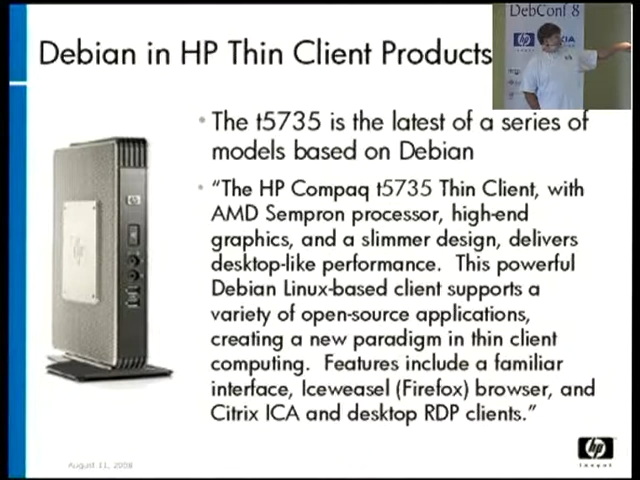 DebConf 8
Debian in HP Thin Client Products
• The t5735 is the latest of a series of
models based on Debian
• “The HP Compaq t5735 Thin Client, with
AMD Sempron processor, high-end
graphics, and a slimmer design, delivers
desktop-like performance.  This powerful
Debian Linux-based client supports a
variety of open-source applications,
creating a new paradigm in thin client
computing.  Features include a familiar
interface, Iceweasel (Firefox) browser, and
Citrix ICA and desktop RDP clients.”
August 11, 2008
hp
invent